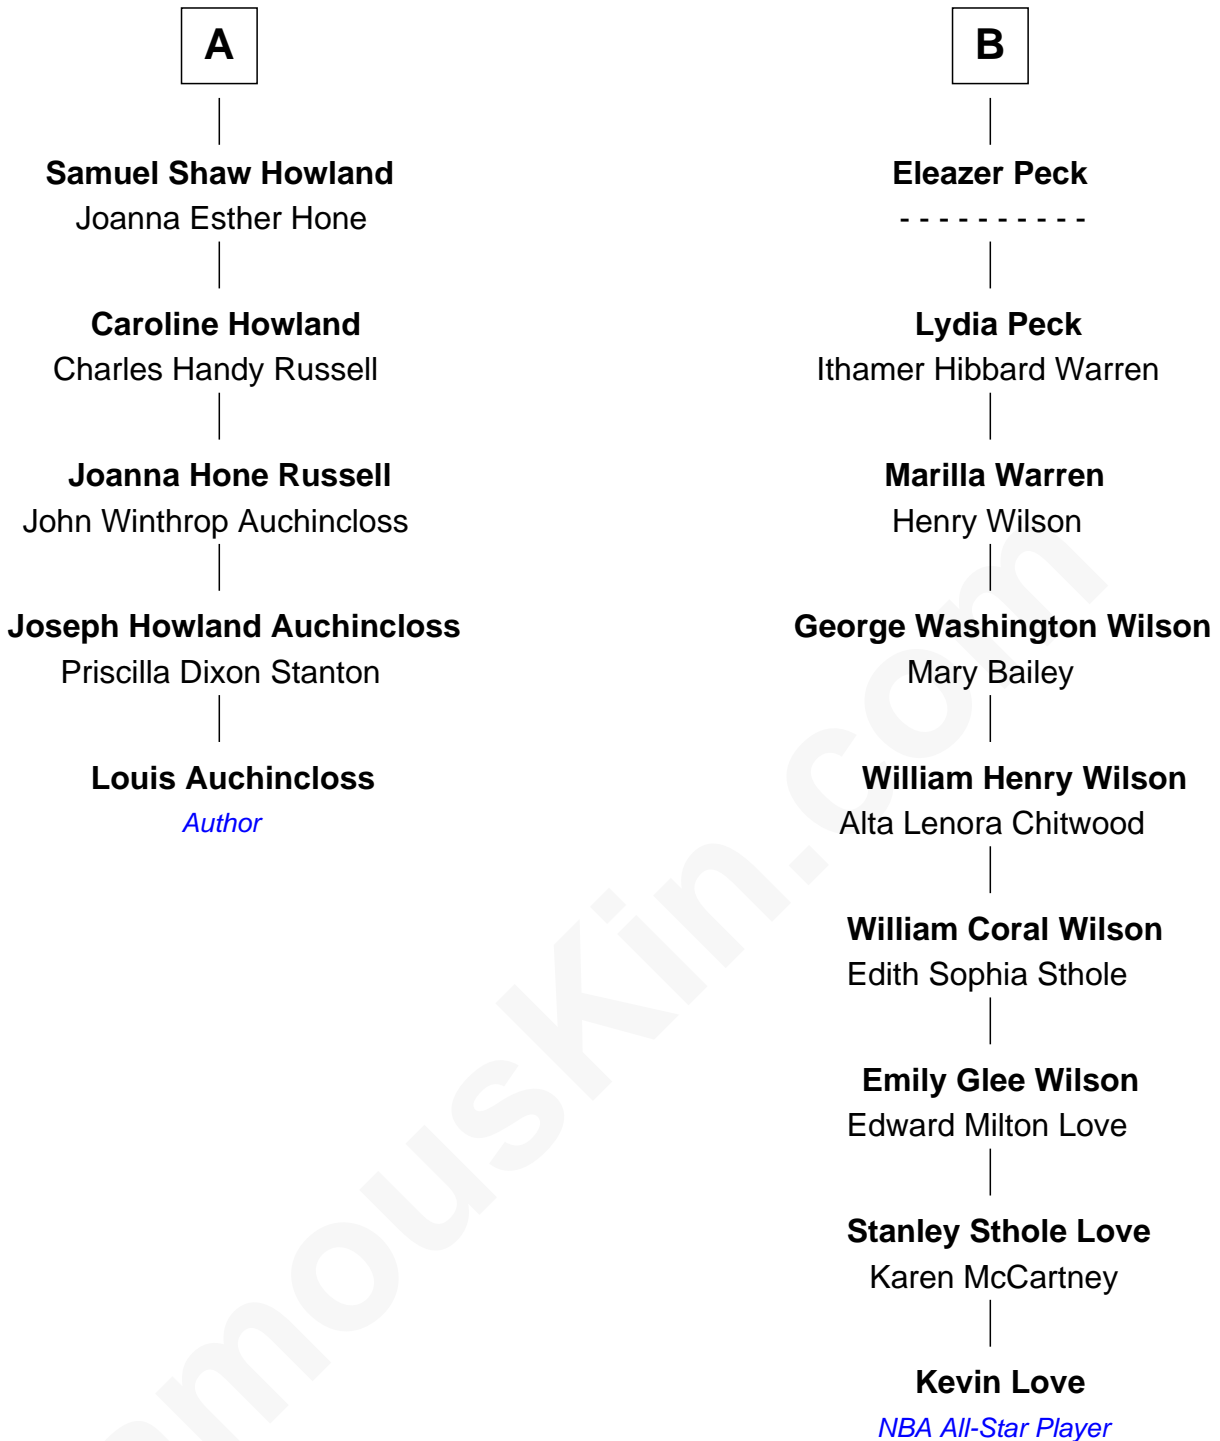 A
Samuel Shaw Howland
Joanna Esther Hone
Caroline Howland
Charles Handy Russell
Joanna Hone Russell
John Winthrop Auchincloss
Joseph Howland Auchincloss
Priscilla Dixon Stanton
Louis Auchincloss
Author
B
Eleazer Peck
- - - - - - - - - -
Lydia Peck
Ithamer Hibbard Warren
Marilla Warren
Henry Wilson
George Washington Wilson
Mary Bailey
William Henry Wilson
Alta Lenora Chitwood
William Coral Wilson
Edith Sophia Sthole
Emily Glee Wilson
Edward Milton Love
Stanley Sthole Love
Karen McCartney
Kevin Love
NBA All-Star Player
amouskin.com